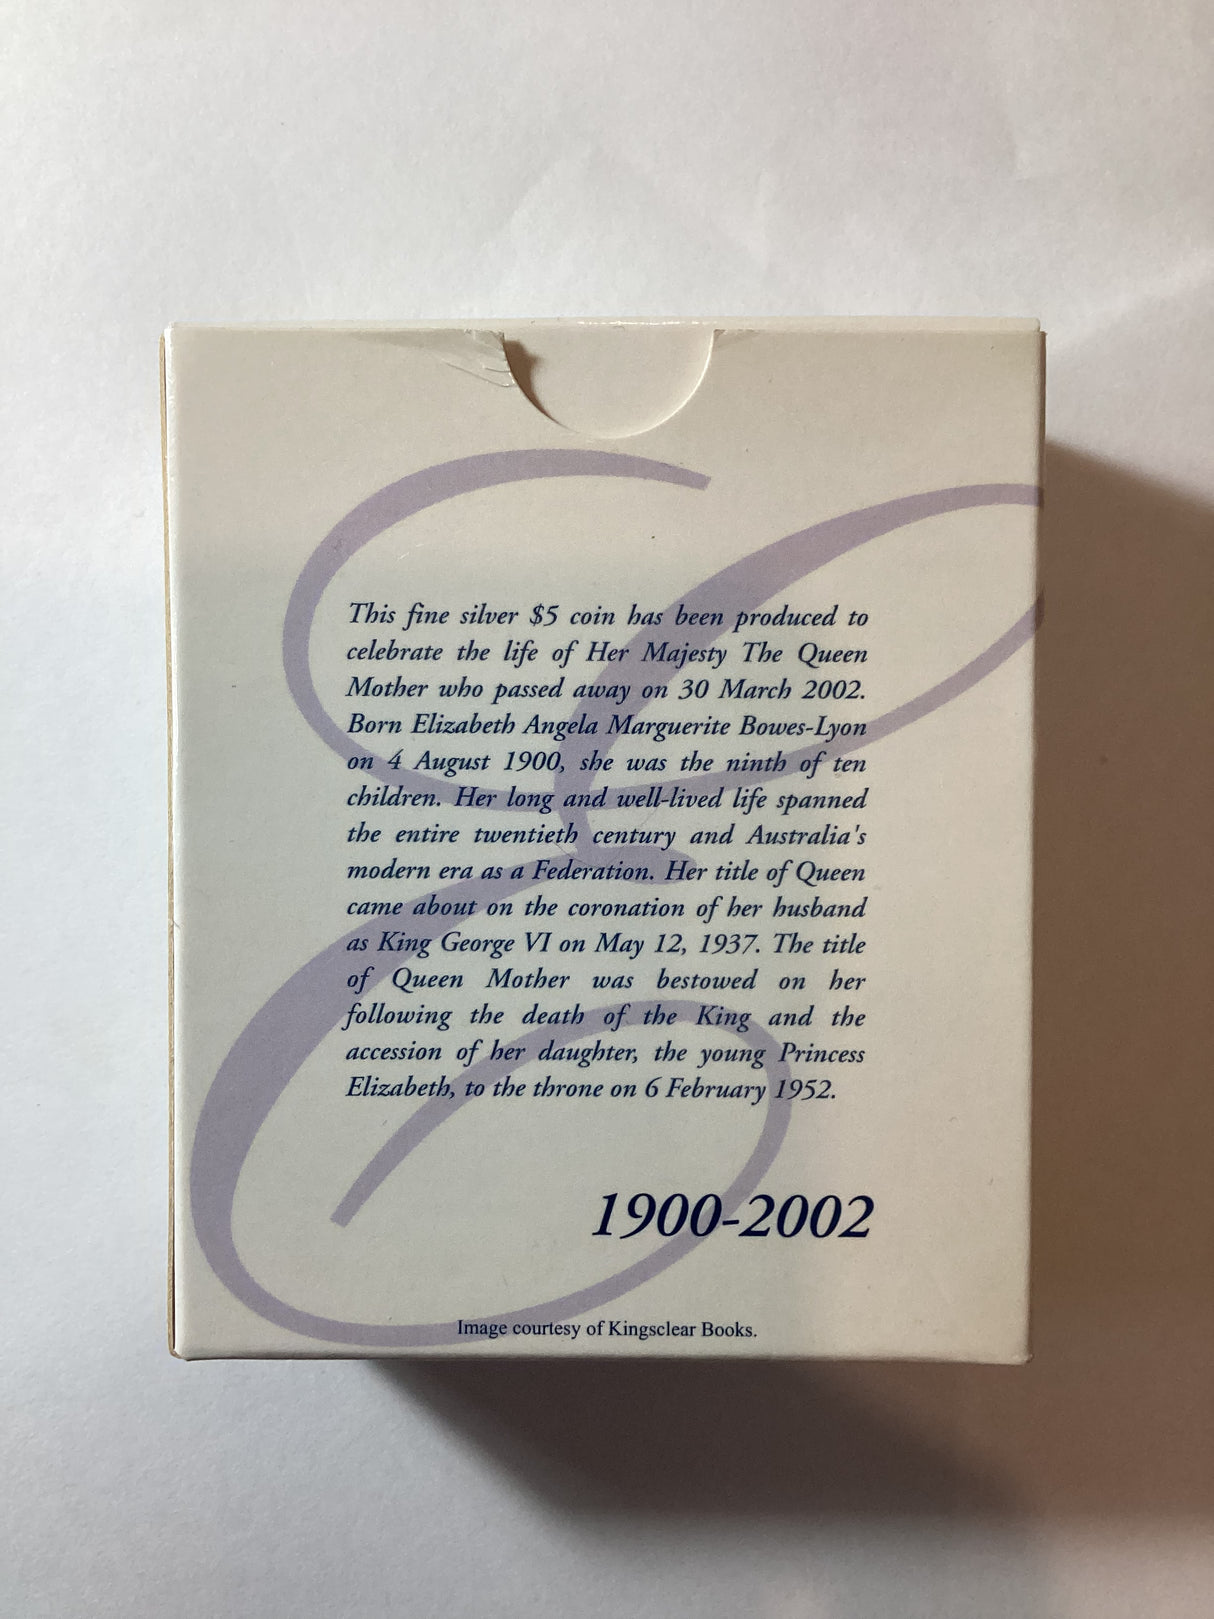 This fine silver $5 coin has been produced to
celebrate the life of Her Majesty The Queen
Mother who passed away on 30 March 2002.
Born Elizabeth Angela Marguerite Bowes-Lyon
on 4 August 1900, she was the ninth of ten
children. Her long and well-lived life spanned
the entire twentieth century and Australia's
modern era as a Federation. Her title of Queen
came about on the coronation of her husband
as King George VI on May 12, 1937. The title
of Queen Mother was bestowed on her
following the death of the King and the
accession of her daughter, the young Princess
Elizabeth, to the throne on 6 February 1952.
1900-2002
Image courtesy of Kingsclear Books.